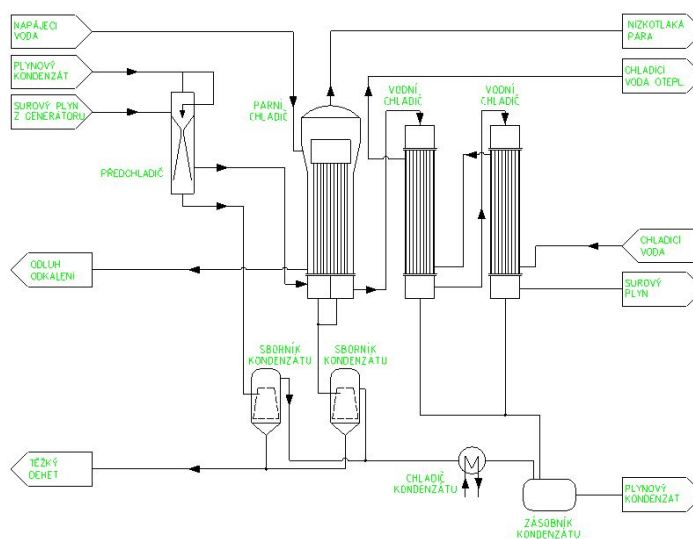 NAPÁJECÍ
VODA
PLYNOVÝ
KONDENZÁT
SUROVÝ PLYN
Z GENERÁTORU
PŘEDCHLADIČ
PARNÍ
CHLADIČ
VODNÍ
CHLADIČ
VODNÍ
CHLADIČ
NÍZKOTLAKÁ
PÁRA
CHLADÍCÍ
VODA OTEPL.
CHLADICÍ
VODA
SUROVÝ
PLYN
ODLUH
ODKALENÍ
SBORNÍK
KONDENZÁTU
SBORNÍK
KONDENZÁTU
TĚŽKÝ
DEHET
M
CHLADIČ
KONDENZÁTU
ZÁSOBNÍK
KONDENZÁTU
PLYNOVÝ
KONDENZÁT